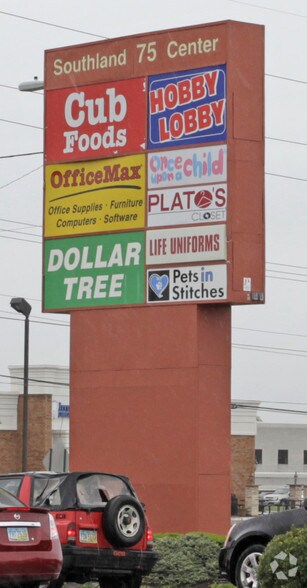 Southland 75 Center
Cub
Foods
HOBBY
LOBBY
OfficeMax
Office Supplies · Furniture
Computers · Software
Once upon a Child
PLATO'S
CLOSET
DOLLAR
TREE
LIFE UNIFORMS
Pets in
Stitches
CRE